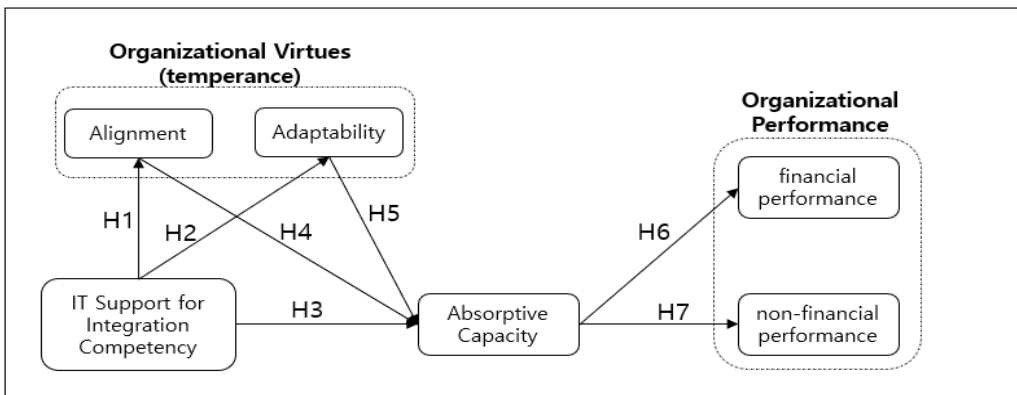 Organizational Virtues
(temperance)
Alignment
Adaptability
Organizational
Performance
financial
performance
H1
H2
H4
H5
H6
IT Support for
Integration
Competency
H3
Absorptive
Capacity
H7
non-financial
performance